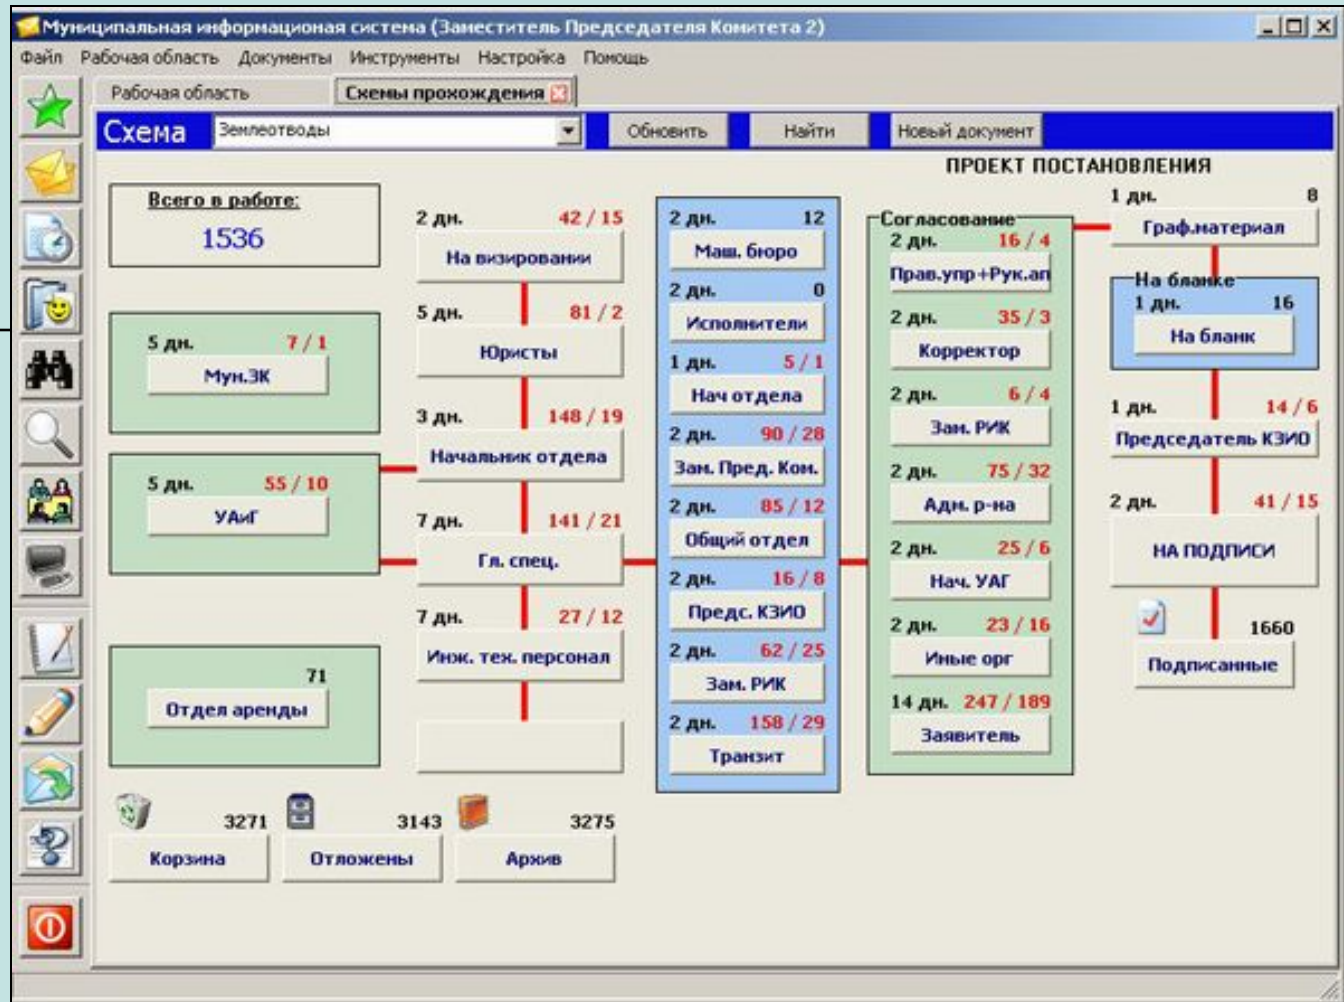 Муниципальная информационая система (Заместитель Председателя Комитета 2)
Файл Рабочая область Документы Инструменты Настройка Помощь
Рабочая область Схемы прохождения
Схема Землеотводы Обновить Найти Новый документ
ПРОЕКТ ПОСТАНОВЛЕНИЯ
Всего в работе:
1536
5 дн. 7 / 1
Мун.ЗК
5 дн. 55 / 10
УАиГ
71
Отдел аренды
2 дн. 42 / 15
На визировании
5 дн. 81 / 2
Юристы
3 дн. 148 / 19
Начальник отдела
7 дн. 141 / 21
Гл. спец.
7 дн. 27 / 12
Инж. тех. персонал
2 дн. 12
Маш. бюро
2 дн. 0
Исполнители
1 дн. 5 / 1
Нач отдела
2 дн. 90 / 28
Зам. Пред. Ком.
2 дн. 85 / 12
Общий отдел
2 дн. 16 / 8
Предс. КЗИО
2 дн. 62 / 25
Зам. РИК
2 дн. 158 / 29
Транзит
Согласование
2 дн. 16 / 4
Прав.упр+Рук.ап
2 дн. 35 / 3
Корректор
2 дн. 6 / 4
Зам. РИК
2 дн. 75 / 32
Адм. р-на
2 дн. 25 / 6
Нач. УАГ
2 дн. 23 / 16
Иные орг
14 дн. 247 / 189
Заявитель
1 дн. 8
Граф.материал
На бланке
1 дн. 16
На бланк
1 дн. 14 / 6
Председатель КЗИО
2 дн. 41 / 15
НА ПОДПИСИ
1660
Подписанные
3271 3143 3275
Корзина Отложены Архив